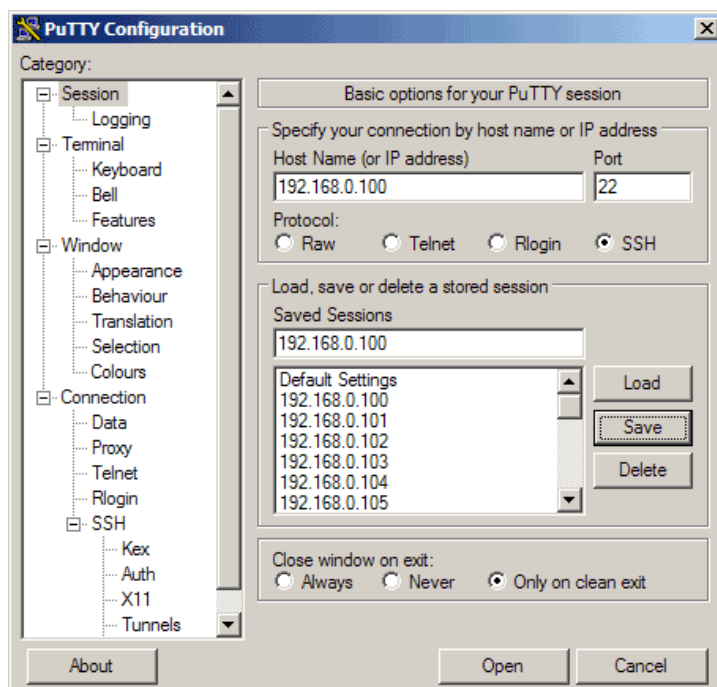 PuTTY Configuration
Category:
Session
Logging
Terminal
Keyboard
Bell
Features
Window
Appearance
Behaviour
Translation
Selection
Colours
Connection
Data
Proxy
Telnet
Rlogin
SSH
Kex
Auth
X11
Tunnels
Basic options for your PuTTY session
Specify your connection by host name or IP address
Host Name (or IP address) Port
192.168.0.100 22
Protocol:
Raw Telnet Rlogin SSH
Load, save or delete a stored session
Saved Sessions
192.168.0.100
Default Settings
192.168.0.100
192.168.0.101
192.168.0.102
192.168.0.103
192.168.0.104
192.168.0.105
Load
Save
Delete
Close window on exit:
Always Never Only on clean exit
About Open Cancel